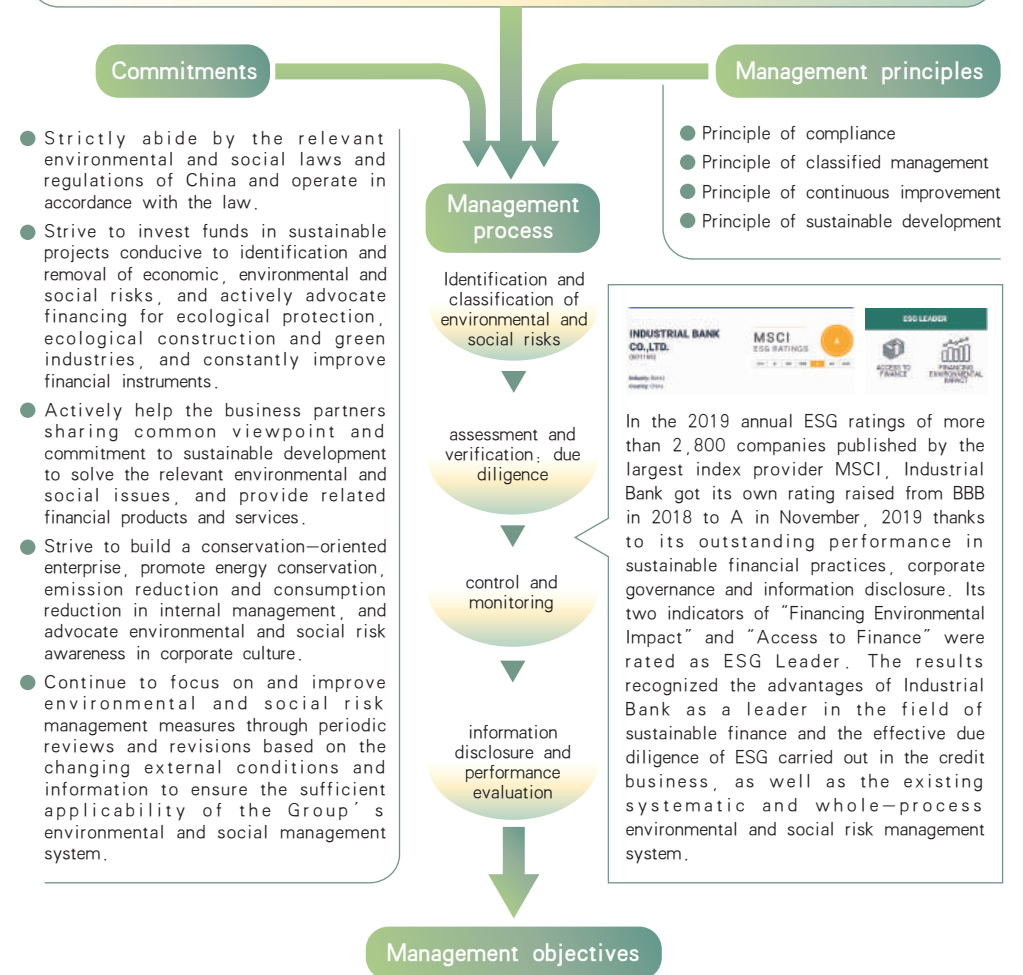 Commitments
Strictly abide by the relevant
environmental and social laws and
regulations of China and operate in
accordance with the law.
Strive to invest funds in sustainable
projects conducive to identification and
removal of economic, environmental and
social risks, and actively advocate
financing for ecological protection,
ecological construction and green
industries, and constantly improve
financial instruments.
Actively help the business partners
sharing common viewpoint and
commitment to sustainable development
to solve the relevant environmental and
social issues, and provide related
financial products and services.
Strive to build a conservation-oriented
enterprise, promote energy conservation,
emission reduction and consumption
reduction in internal management, and
advocate environmental and social risk
awareness in corporate culture.
Continue to focus on and improve
environmental and social risk
management measures through periodic
reviews and revisions based on the
changing external conditions and
information to ensure the sufficient
applicability of the Group's
environmental and social management
system.
Management
process
Identification and
classification of
environmental and
social risks
assessment and
verification; due
diligence
control and
monitoring
information
disclosure and
performance
evaluation
Management principles
Principle of compliance
Principle of classified management
Principle of continuous improvement
Principle of sustainable development
INDUSTRIAL BANK
CO.,LTD.
MSCI
ESG RATINGS
A
ESG LEADER
ACCESS TO
FINANCE
FINANCING
ENVIRONMENTAL
IMPACT
In the 2019 annual ESG ratings of more
than 2,800 companies published by the
largest index provider MSCI, Industrial
Bank got its own rating raised from BBB
in 2018 to A in November, 2019 thanks
to its outstanding performance in
sustainable financial practices, corporate
governance and information disclosure. Its
two indicators of "Financing Environmental
Impact" and "Access to Finance" were
rated as ESG Leader. The results
recognized the advantages of Industrial
Bank as a leader in the field of
sustainable finance and the effective due
diligence of ESG carried out in the credit
business, as well as the existing
systematic and whole-process
environmental and social risk management
system.
Management objectives